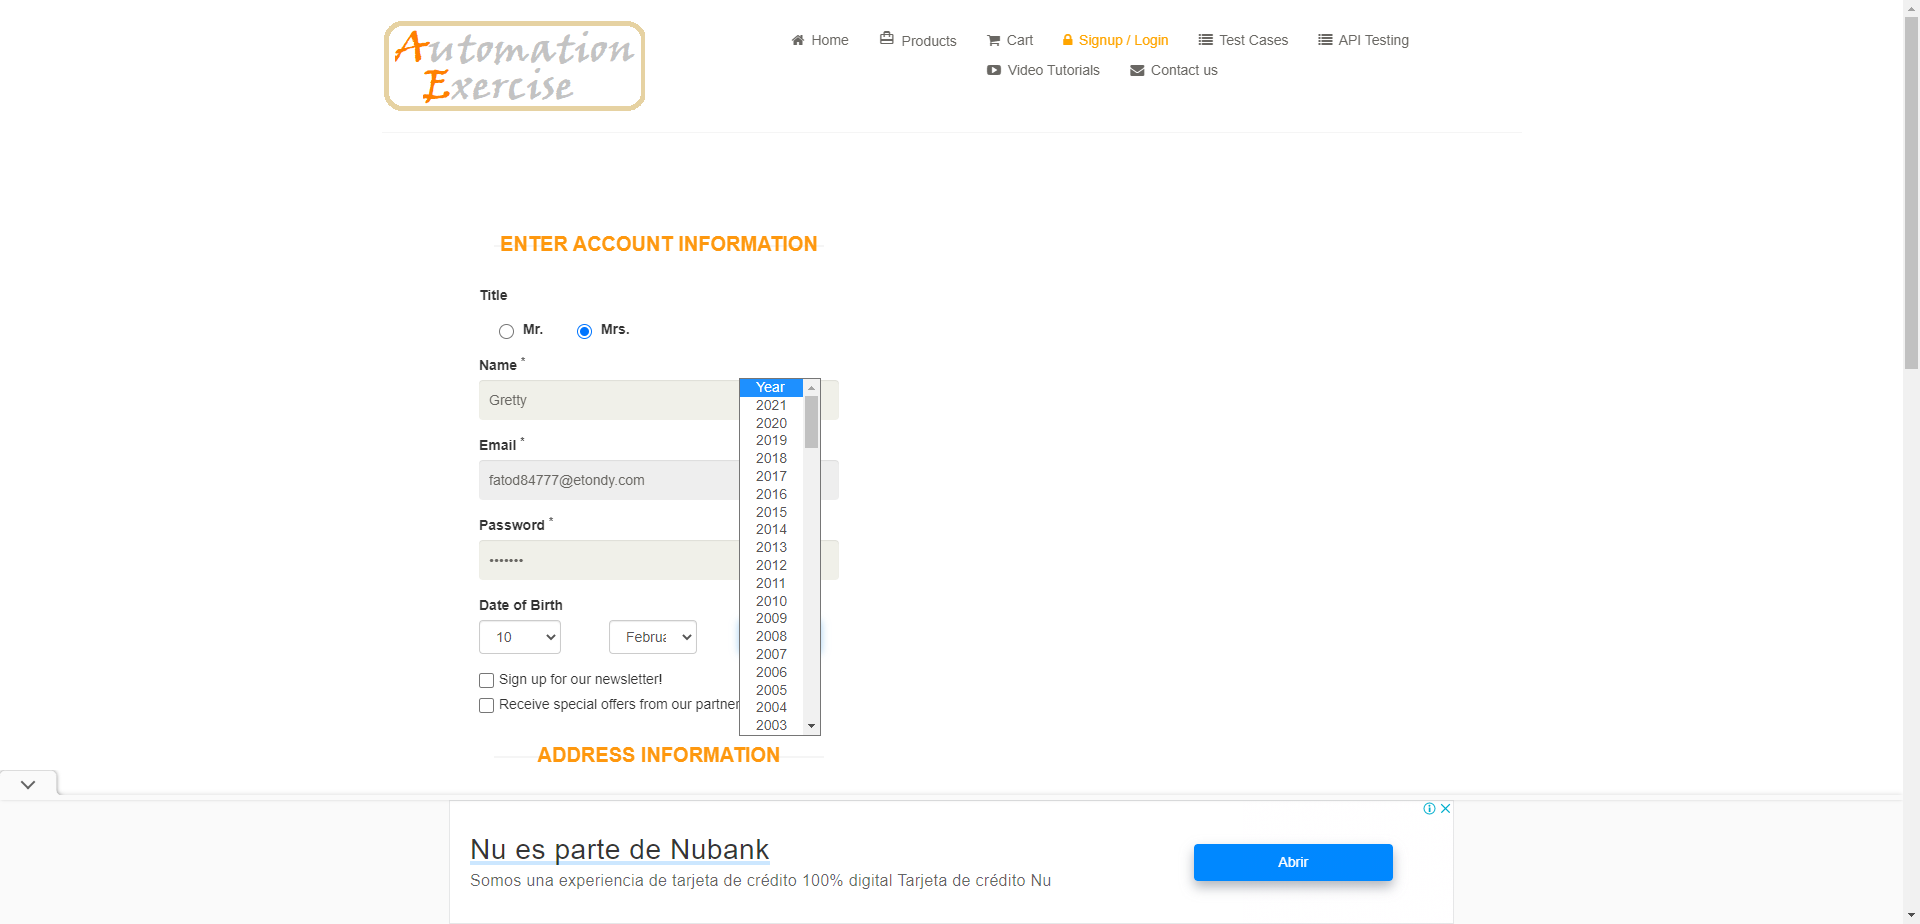 Automation
Exercise
Home
Products
Cart
Signup / Login
Test Cases
API Testing
Video Tutorials
Contact us
ENTER ACCOUNT INFORMATION
Title
Mr.
Mrs.
Name *
Gretty
Email *
fatod84777@etondy.com
Password *
•••••••
Date of Birth
10
Februa
Year
2021
2020
2019
2018
2017
2016
2015
2014
2013
2012
2011
2010
2009
2008
2007
2006
2005
2004
2003
Sign up for our newsletter!
Receive special offers from our partner
ADDRESS INFORMATION
Nu es parte de Nubank
Somos una experiencia de tarjeta de crédito 100% digital Tarjeta de crédito Nu
Abrir